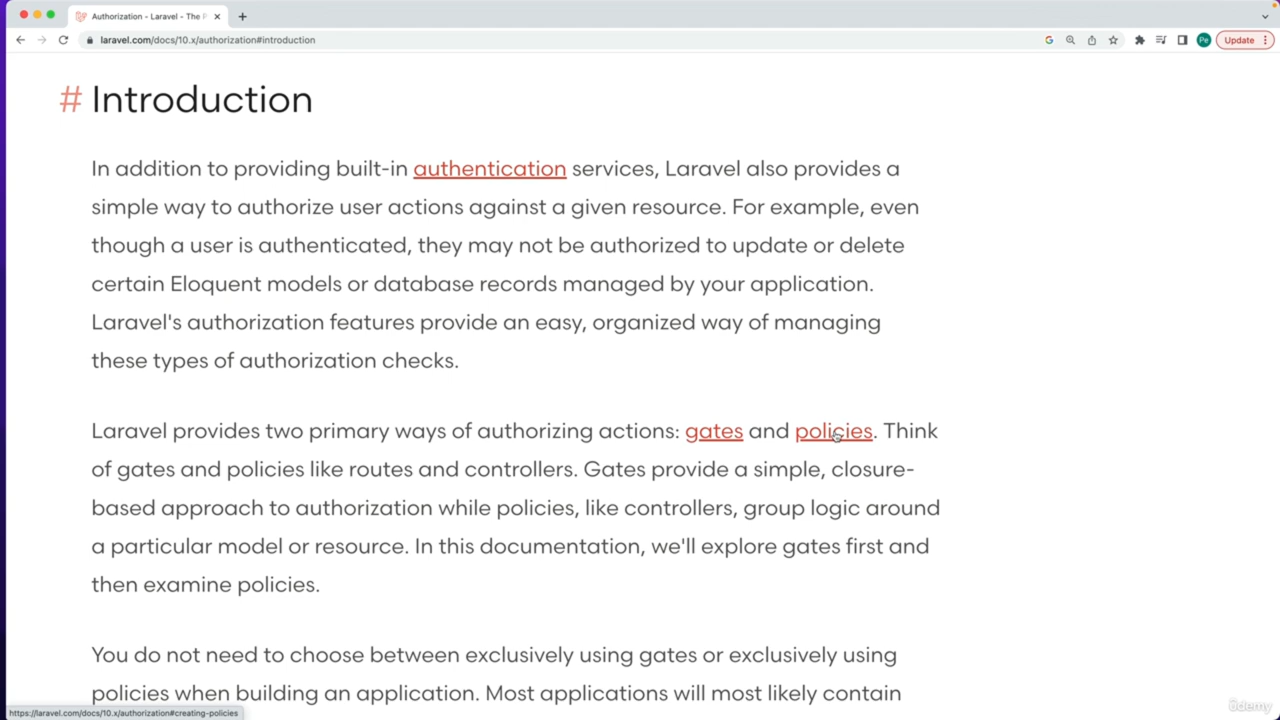 Authorization - Laravel - The P
laravel.com/docs/10.x/authorization#introduction
G
Pe
Update
# Introduction
In addition to providing built-in authentication services, Laravel also provides a
simple way to authorize user actions against a given resource. For example, even
though a user is authenticated, they may not be authorized to update or delete
certain Eloquent models or database records managed by your application.
Laravel's authorization features provide an easy, organized way of managing
these types of authorization checks.
Laravel provides two primary ways of authorizing actions: gates and policies. Think
of gates and policies like routes and controllers. Gates provide a simple, closure-
based approach to authorization while policies, like controllers, group logic around
a particular model or resource. In this documentation, we'll explore gates first and
then examine policies.
You do not need to choose between exclusively using gates or exclusively using
policies when building an application. Most applications will most likely contain
https://laravel.com/docs/10.x/authorization#creating-policies
ûdemy